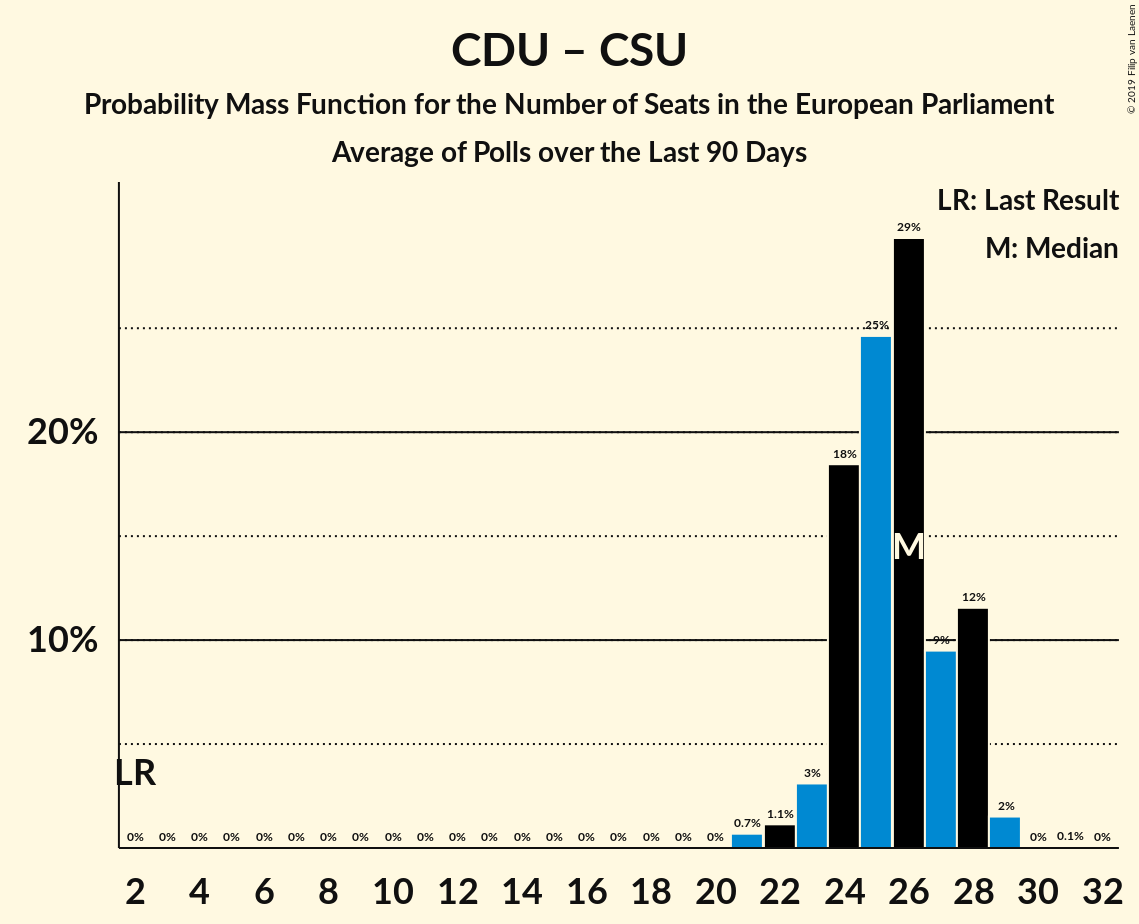 CDU – CSU
Probability Mass Function for the Number of Seats in the European Parliament
Average of Polls over the Last 90 Days
© 2019 Filip van Laenen
LR: Last Result
M: Median
29%
25%
20%
18%
M
12%
10%
9%
LR
3%
2%
0% 0% 0% 0% 0% 0% 0% 0% 0% 0% 0% 0% 0% 0% 0% 0% 0% 0% 0% 0.7% 1.1% 0% 0.1% 0%
2 4 6 8 10 12 14 16 18 20 22 24 26 28 30 32